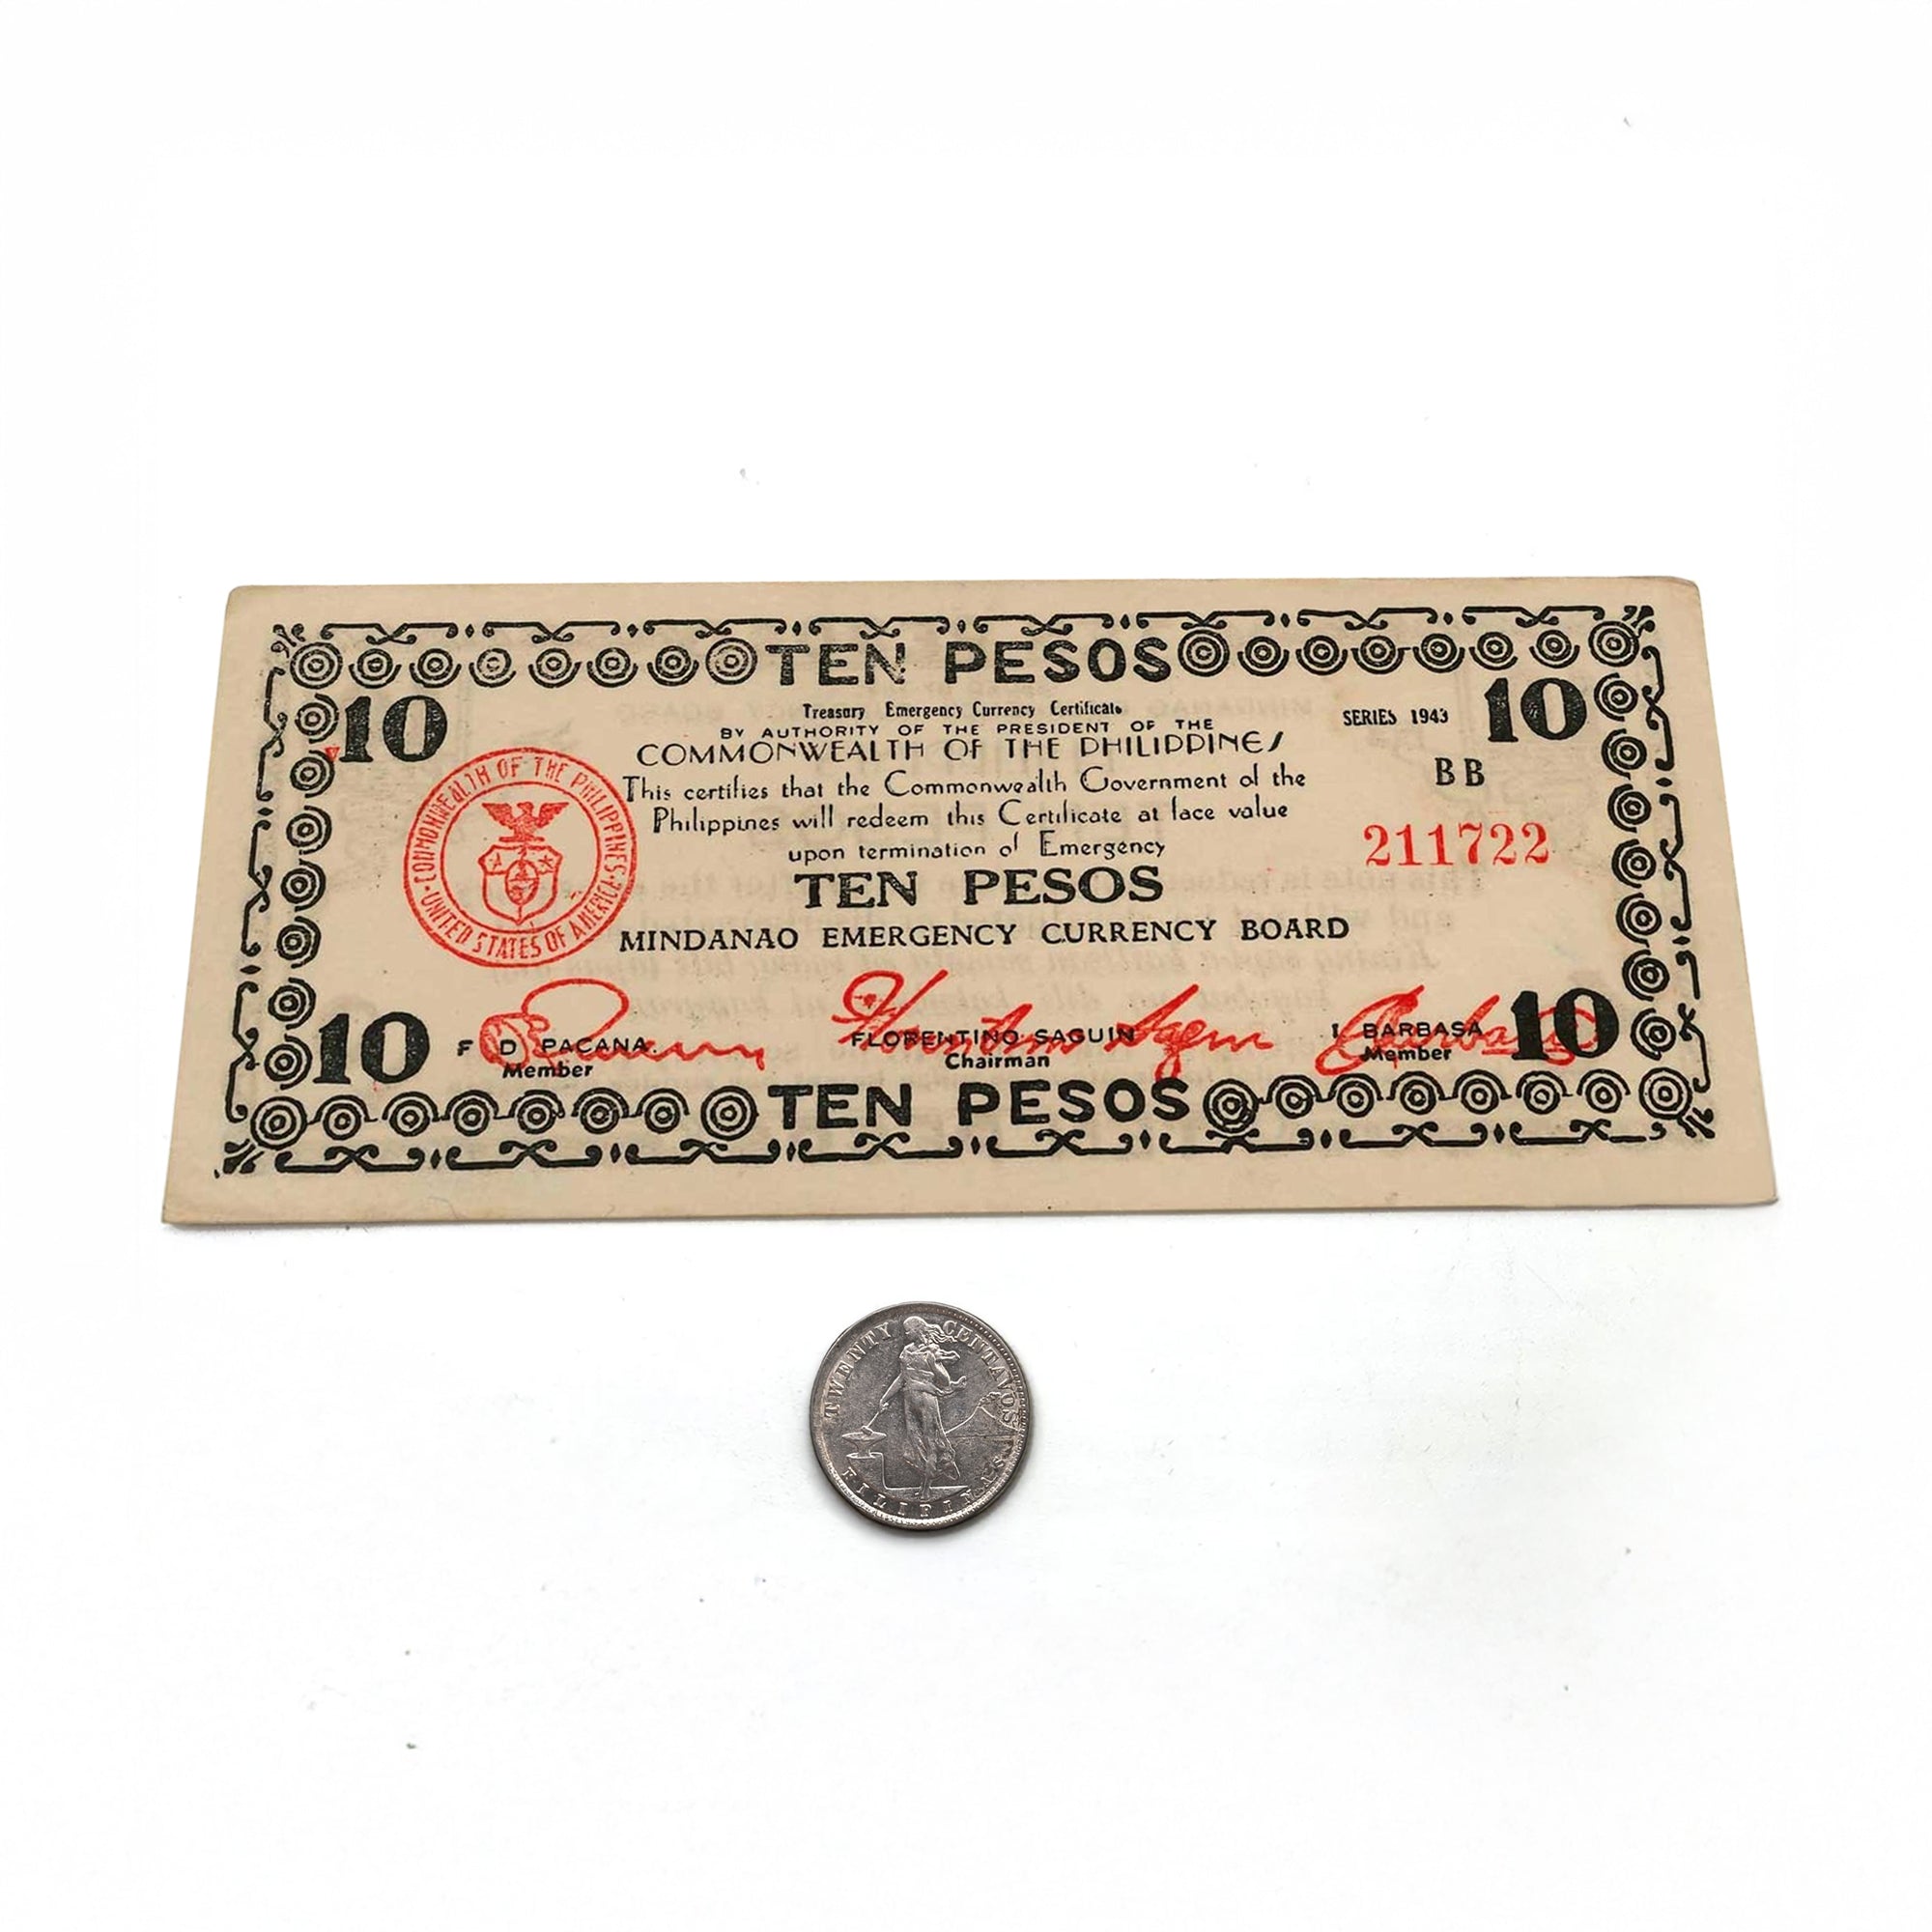 TEN PESOS
10
10
Treasury Emergency Currency Certificate
SERIES 1943
BY AUTHORITY OF THE PRESIDENT OF THE
COMMONWEALTH OF THE PHILIPPINES
BB
This certifies that the Commonwealth Government of the
Philippines will redeem this Certificate at face value
upon termination of Emergency
211722
TEN PESOS
MINDANAO EMERGENCY CURRENCY BOARD
COMMONWEALTH OF THE PHILIPPINES
UNITED STATES OF AMERICA
10
10
F D PACANA
Member
FLORENTINO SAGUIN
Chairman
I BARBASA
Member
TEN PESOS
TWENTY CENTAVOS
FILIPINAS